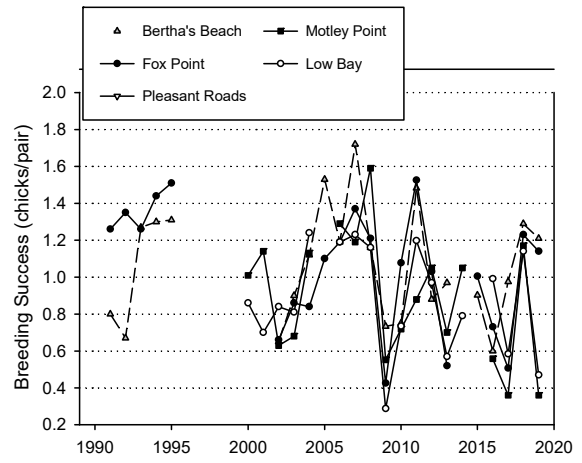 Bertha's Beach
Motley Point
Fox Point
Low Bay
Pleasant Roads
Breeding Success (chicks/pair)
2.0
1.8
1.6
1.4
1.2
1.0
0.8
0.6
0.4
0.2
1990 1995 2000 2005 2010 2015 2020